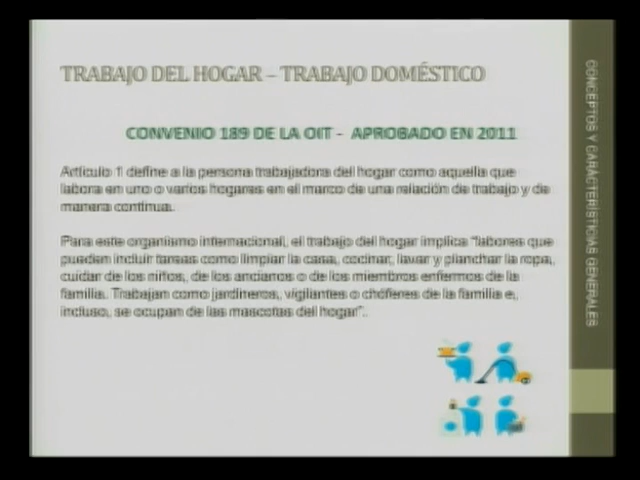 TRABAJO DEL HOGAR – TRABAJO DOMÉSTICO
CONVENIO 189 DE LA OIT - APROBADO EN 2011
Artículo 1 define a la persona trabajadora del hogar como aquella que
labora en uno o varios hogares en el marco de una relación de trabajo y de
manera continua.
Para este organismo internacional, el trabajo del hogar implica "labores que
pueden incluir tareas como limpiar la casa, cocinar, lavar y planchar la ropa,
cuidar de los niños, de los ancianos o de los miembros enfermos de la
familia. Trabajan como jardineros, vigilantes o chóferes de la familia e,
incluso, se ocupan de las mascotas del hogar".
CONCEPTOS Y CARÁCTERÍSTICIAS GENERALES